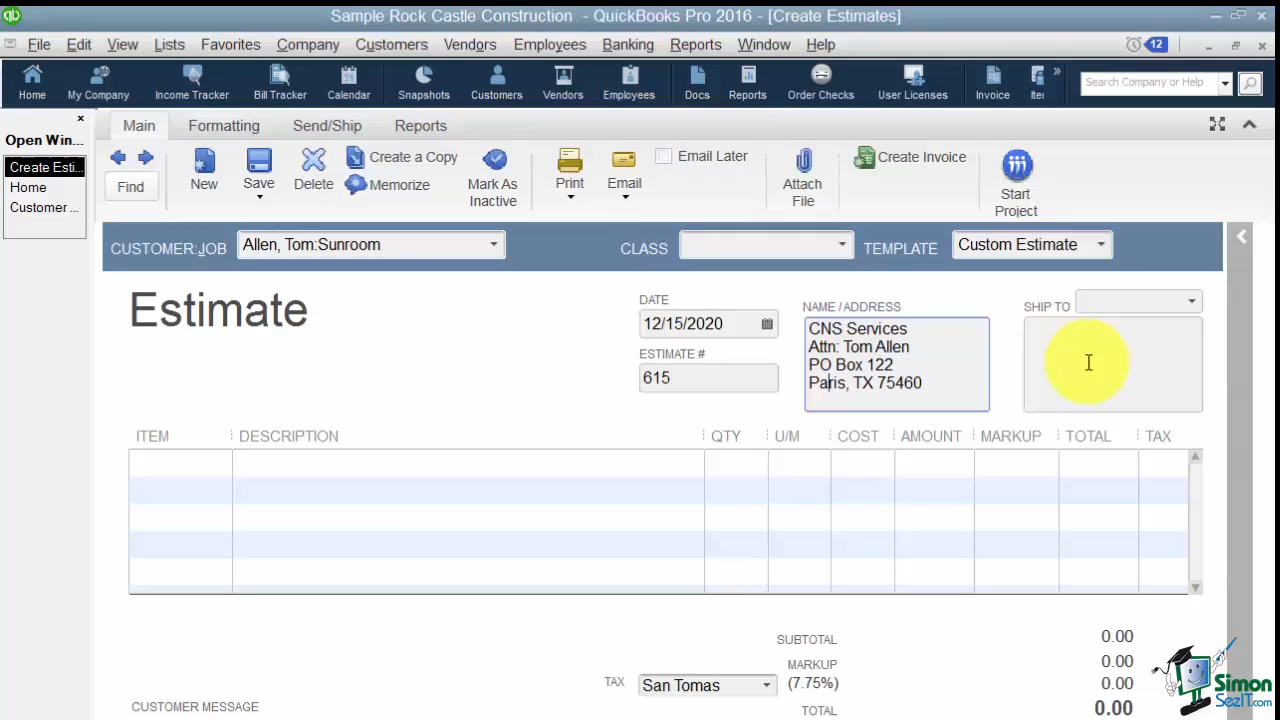 Sample Rock Castle Construction - QuickBooks Pro 2016 - [Create Estimates]
File Edit View Lists Favorites Company Customers Vendors Employees Banking Reports Window Help 12
Home My Company Income Tracker Bill Tracker Calendar Snapshots Customers Vendors Employees Docs Reports Order Checks User Licenses Invoice Iter » Search Company or Help
Open Win...
Create Esti...
Home
Customer ...
Main Formatting Send/Ship Reports
Find
New
Save
Delete
Create a Copy
Memorize
Mark As
Inactive
Print
Email
Email Later
Attach
File
Create Invoice
Start
Project
CUSTOMER:JOB Allen, Tom:Sunroom CLASS TEMPLATE Custom Estimate
Estimate
DATE
12/15/2020
ESTIMATE #
615
NAME / ADDRESS
CNS Services
Attn: Tom Allen
PO Box 122
Paris, TX 75460
SHIP TO
ITEM DESCRIPTION QTY U/M COST AMOUNT MARKUP TOTAL TAX
SUBTOTAL 0.00
MARKUP 0.00
TAX San Tomas (7.75%) 0.00
TOTAL 0.00
CUSTOMER MESSAGE
Simon
SezIT.com